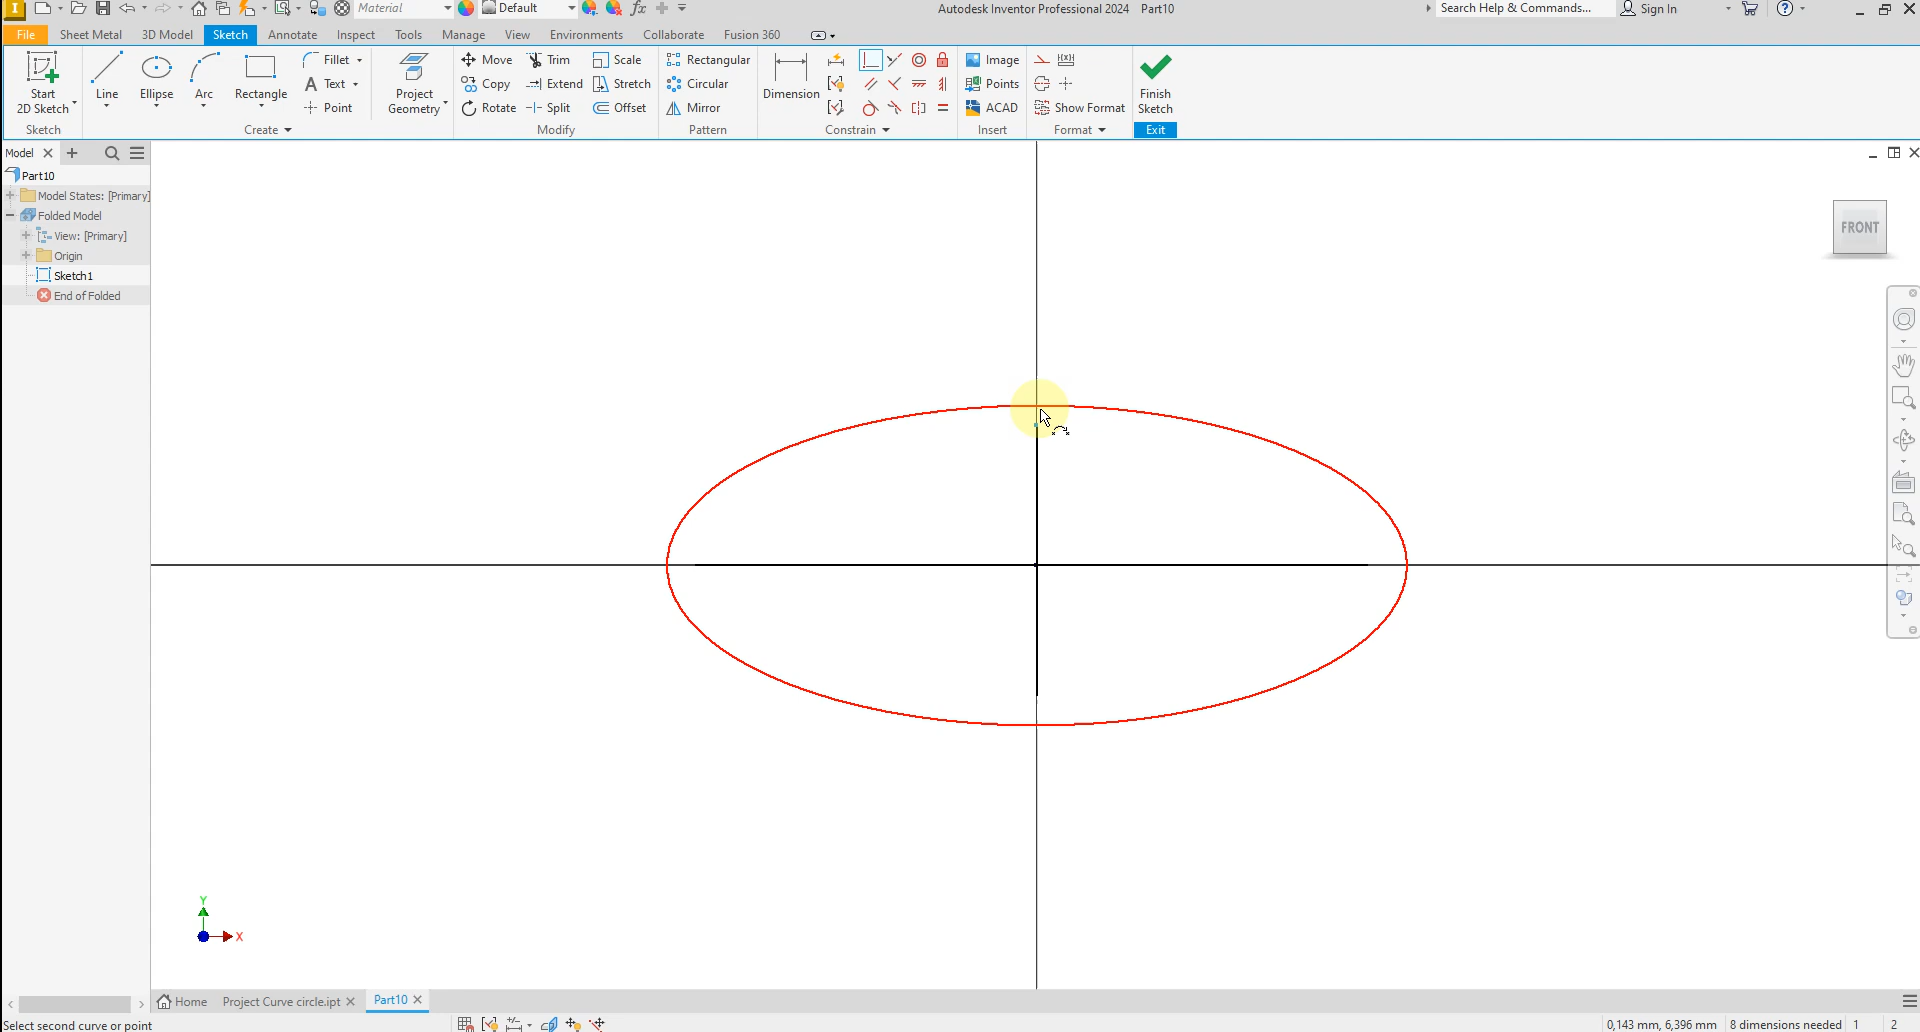 I Material Default Autodesk Inventor Professional 2024 Part10 Search Help & Commands... Sign In
File Sheet Metal 3D Model Sketch Annotate Inspect Tools Manage View Environments Collaborate Fusion 360
Start
2D Sketch
Line Ellipse Arc Rectangle
Fillet
Text
Point
Project
Geometry
Move Trim Scale
Copy Extend Stretch
Rotate Split Offset
Rectangular
Circular
Mirror
Dimension
Image
Points
ACAD
Show Format
Finish
Sketch
Sketch Create Modify Pattern Constrain Insert Format Exit
Model
Part10
Model States: [Primary]
Folded Model
View: [Primary]
Origin
Sketch1
End of Folded
FRONT
Y
X
Home Project Curve circle.ipt Part10
Select second curve or point 0,143 mm, 6,396 mm 8 dimensions needed 1 2